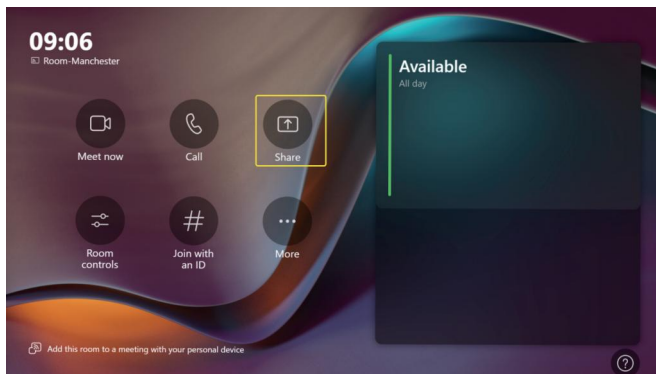 09:06
Room-Manchester
Meet now
Call
Share
Room
controls
Join with
an ID
More
Add this room to a meeting with your personal device
Available
All day